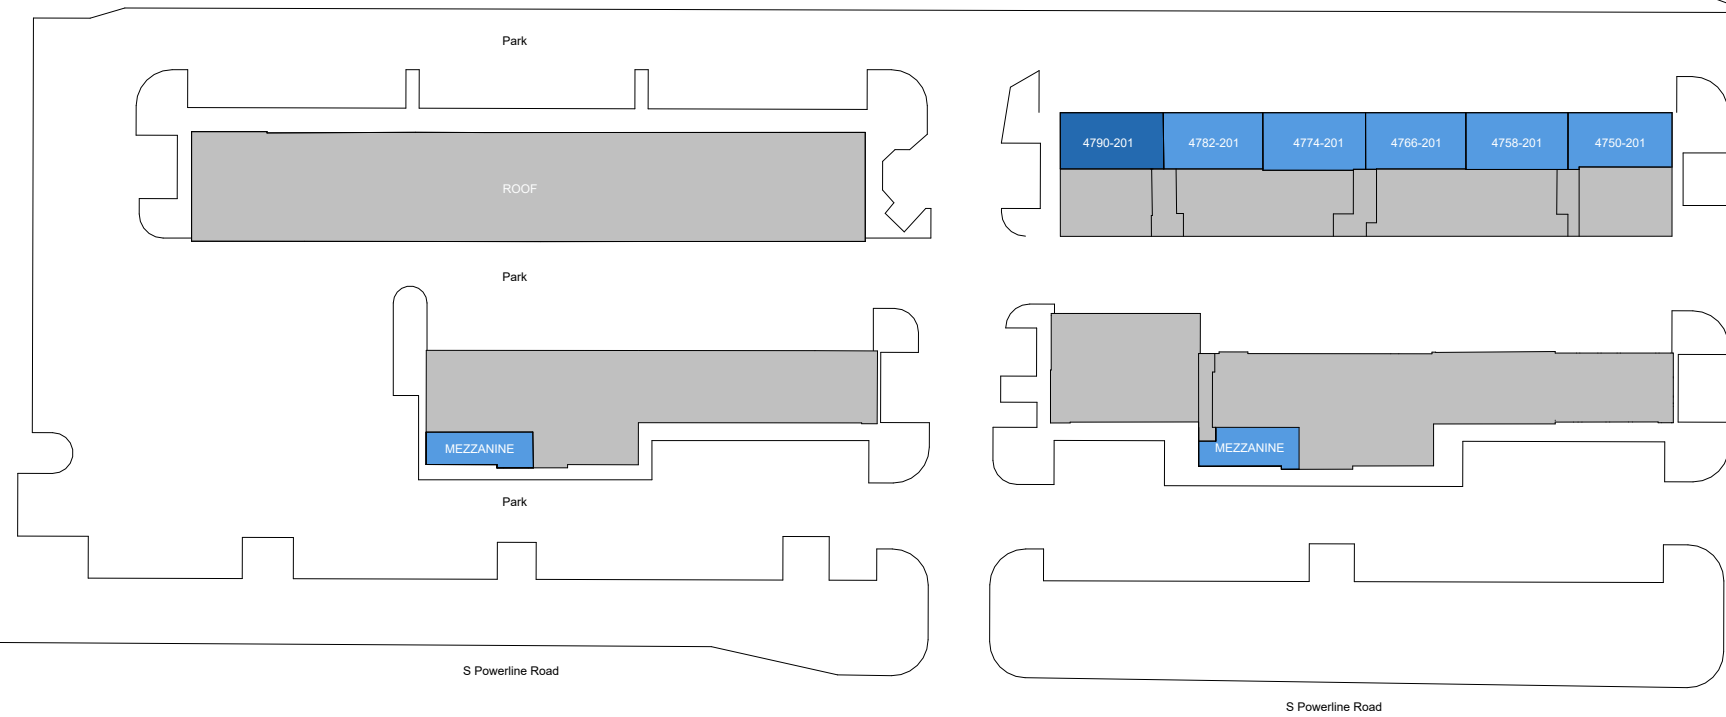 Park
4790-201
4782-201
4774-201
4766-201
4758-201
4750-201
ROOF
Park
MEZZANINE
MEZZANINE
Park
S Powerline Road
S Powerline Road